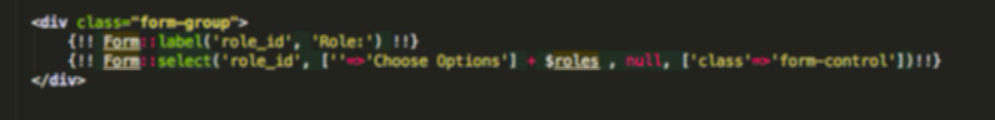 <div class="form-group">
{!! Form::label('role_id', 'Role:') !!}
{!! Form::select('role_id', [''=>'Choose Options'] + $roles , null, ['class'=>'form-control'])!!}
</div>